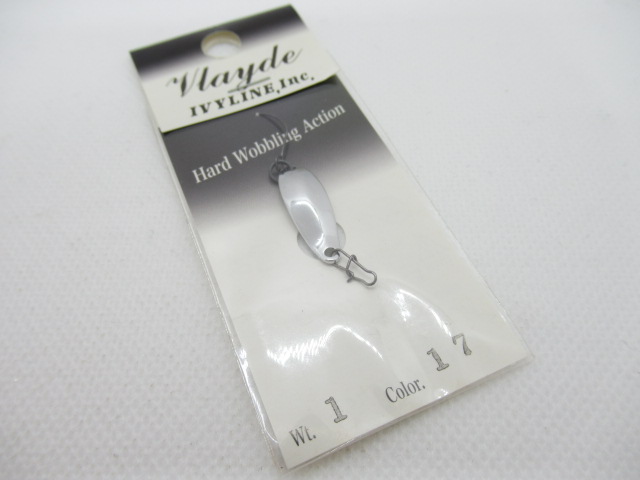 Vlayde
IVYLINE,Inc.
Hard Wobbling Action
Wt. 1 Color. 17